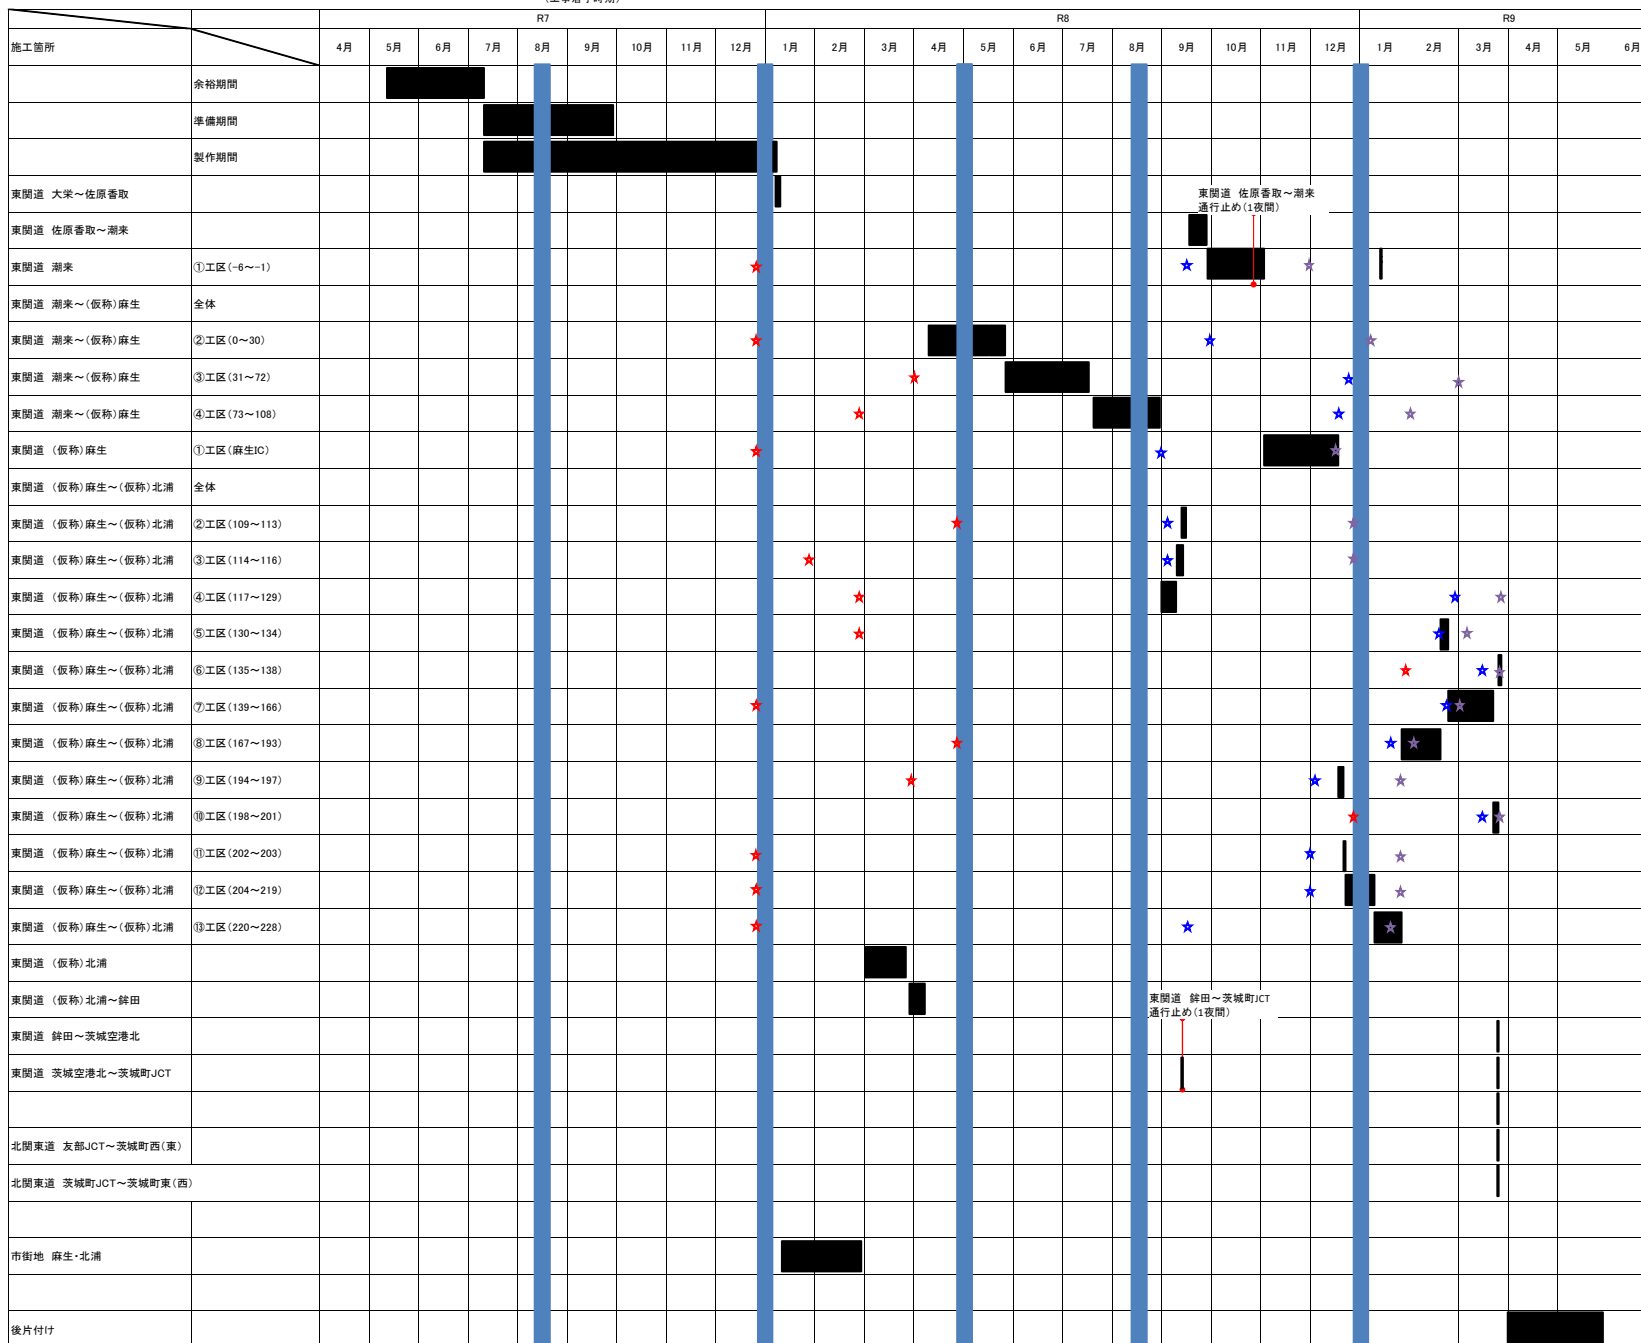 (工事着手時期)
R7 R8 R9
施工箇所 4月 5月 6月 7月 8月 9月 10月 11月 12月 1月 2月 3月 4月 5月 6月 7月 8月 9月 10月 11月 12月 1月 2月 3月 4月 5月 6月
余裕期間
準備期間
製作期間
東関道 大栄～佐原香取
東関道 佐原香取～潮来
通行止め(1夜間)
東関道 佐原香取～潮来
東関道 潮来 ①工区(-6～-1)
東関道 潮来～(仮称)麻生 全体
東関道 潮来～(仮称)麻生 ②工区(0～30)
東関道 潮来～(仮称)麻生 ③工区(31～72)
東関道 潮来～(仮称)麻生 ④工区(73～108)
東関道 (仮称)麻生 ①工区(麻生IC)
東関道 (仮称)麻生～(仮称)北浦 全体
東関道 (仮称)麻生～(仮称)北浦 ②工区(109～113)
東関道 (仮称)麻生～(仮称)北浦 ③工区(114～116)
東関道 (仮称)麻生～(仮称)北浦 ④工区(117～129)
東関道 (仮称)麻生～(仮称)北浦 ⑤工区(130～134)
東関道 (仮称)麻生～(仮称)北浦 ⑥工区(135～138)
東関道 (仮称)麻生～(仮称)北浦 ⑦工区(139～166)
東関道 (仮称)麻生～(仮称)北浦 ⑧工区(167～193)
東関道 (仮称)麻生～(仮称)北浦 ⑨工区(194～197)
東関道 (仮称)麻生～(仮称)北浦 ⑩工区(198～201)
東関道 (仮称)麻生～(仮称)北浦 ⑪工区(202～203)
東関道 (仮称)麻生～(仮称)北浦 ⑫工区(204～219)
東関道 (仮称)麻生～(仮称)北浦 ⑬工区(220～228)
東関道 (仮称)北浦
東関道 (仮称)北浦～鉾田
東関道 鉾田～茨城町JCT
通行止め(1夜間)
東関道 鉾田～茨城空港北
東関道 茨城空港北～茨城町JCT
北関東道 友部JCT～茨城町西(東)
北関東道 茨城町JCT～茨城町東(西)
市街地 麻生・北浦
後片付け